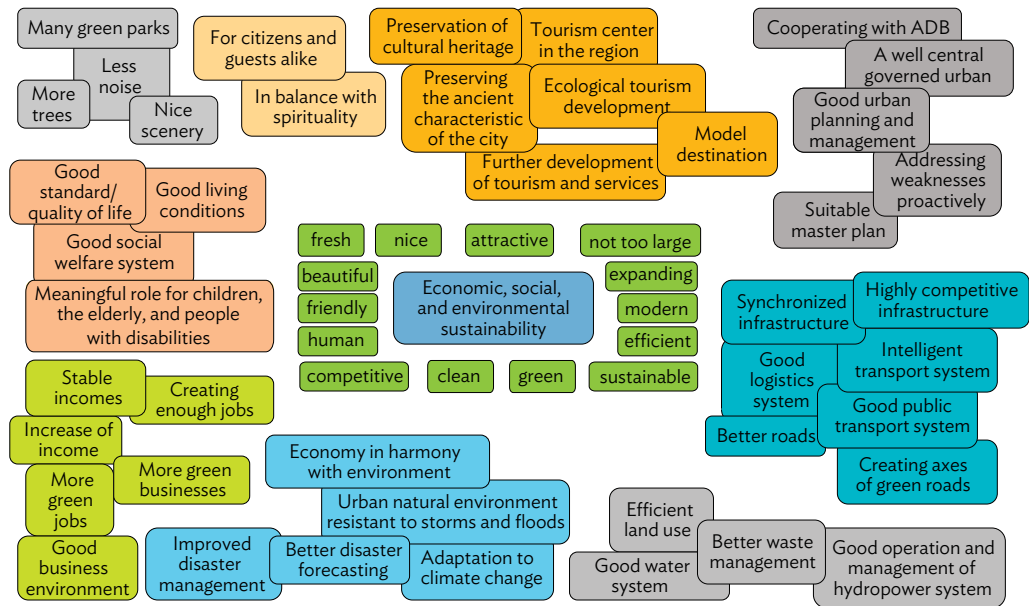 Many green parks
Less
noise
More
trees
Nice
scenery
For citizens and
guests alike
In balance with
spirituality
Preservation of
cultural heritage
Tourism center
in the region
Preserving
the ancient
characteristic
of the city
Ecological tourism
development
Model
destination
Further development
of tourism and services
Cooperating with ADB
A well central
governed urban
Good urban
planning and
management
Addressing
weaknesses
proactively
Suitable
master plan
Good
standard/
quality of life
Good living
conditions
Good social
welfare system
Meaningful role for children,
the elderly, and people
with disabilities
fresh
nice
attractive
not too large
beautiful
expanding
friendly
modern
human
efficient
competitive
clean
green
sustainable
Economic, social,
and environmental
sustainability
Synchronized
infrastructure
Highly competitive
infrastructure
Good
logistics
system
Intelligent
transport system
Good public
transport system
Better roads
Creating axes
of green roads
Stable
incomes
Creating
enough jobs
Increase of
income
More green
businesses
More
green
jobs
Good
business
environment
Economy in harmony
with environment
Urban natural environment
resistant to storms and floods
Improved
disaster
management
Better disaster
forecasting
Adaptation to
climate change
Efficient
land use
Better waste
management
Good water
system
Good operation and
management of
hydropower system